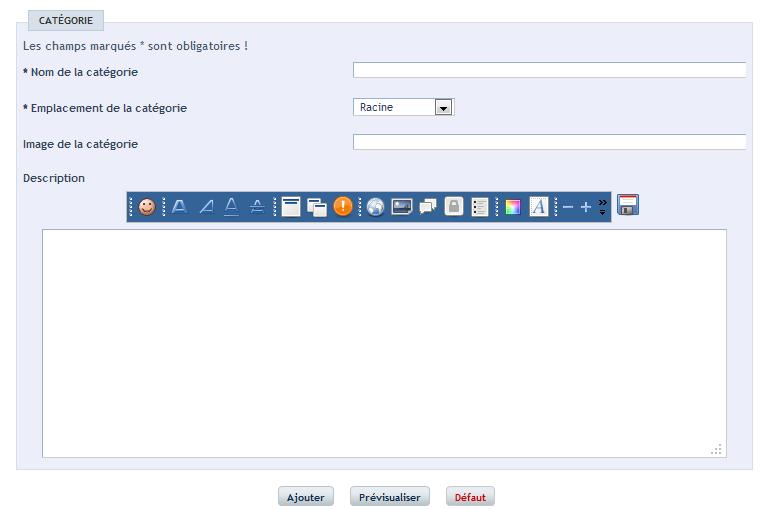 CATÉGORIE
Les champs marqués * sont obligatoires !
* Nom de la catégorie
* Emplacement de la catégorie Racine
Image de la catégorie
Description
Ajouter Prévisualiser Défaut